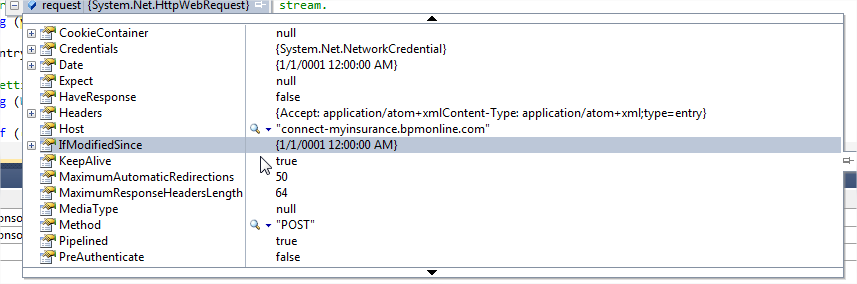 request {System.Net.HttpWebRequest} stream.
CookieContainer null
Credentials {System.Net.NetworkCredential}
Date {1/1/0001 12:00:00 AM}
Expect null
HaveResponse false
Headers {Accept: application/atom+xmlContent-Type: application/atom+xml;type=entry}
Host "connect-myinsurance.bpmonline.com"
IfModifiedSince {1/1/0001 12:00:00 AM}
KeepAlive true
MaximumAutomaticRedirections 50
MaximumResponseHeadersLength 64
MediaType null
Method "POST"
Pipelined true
PreAuthenticate false